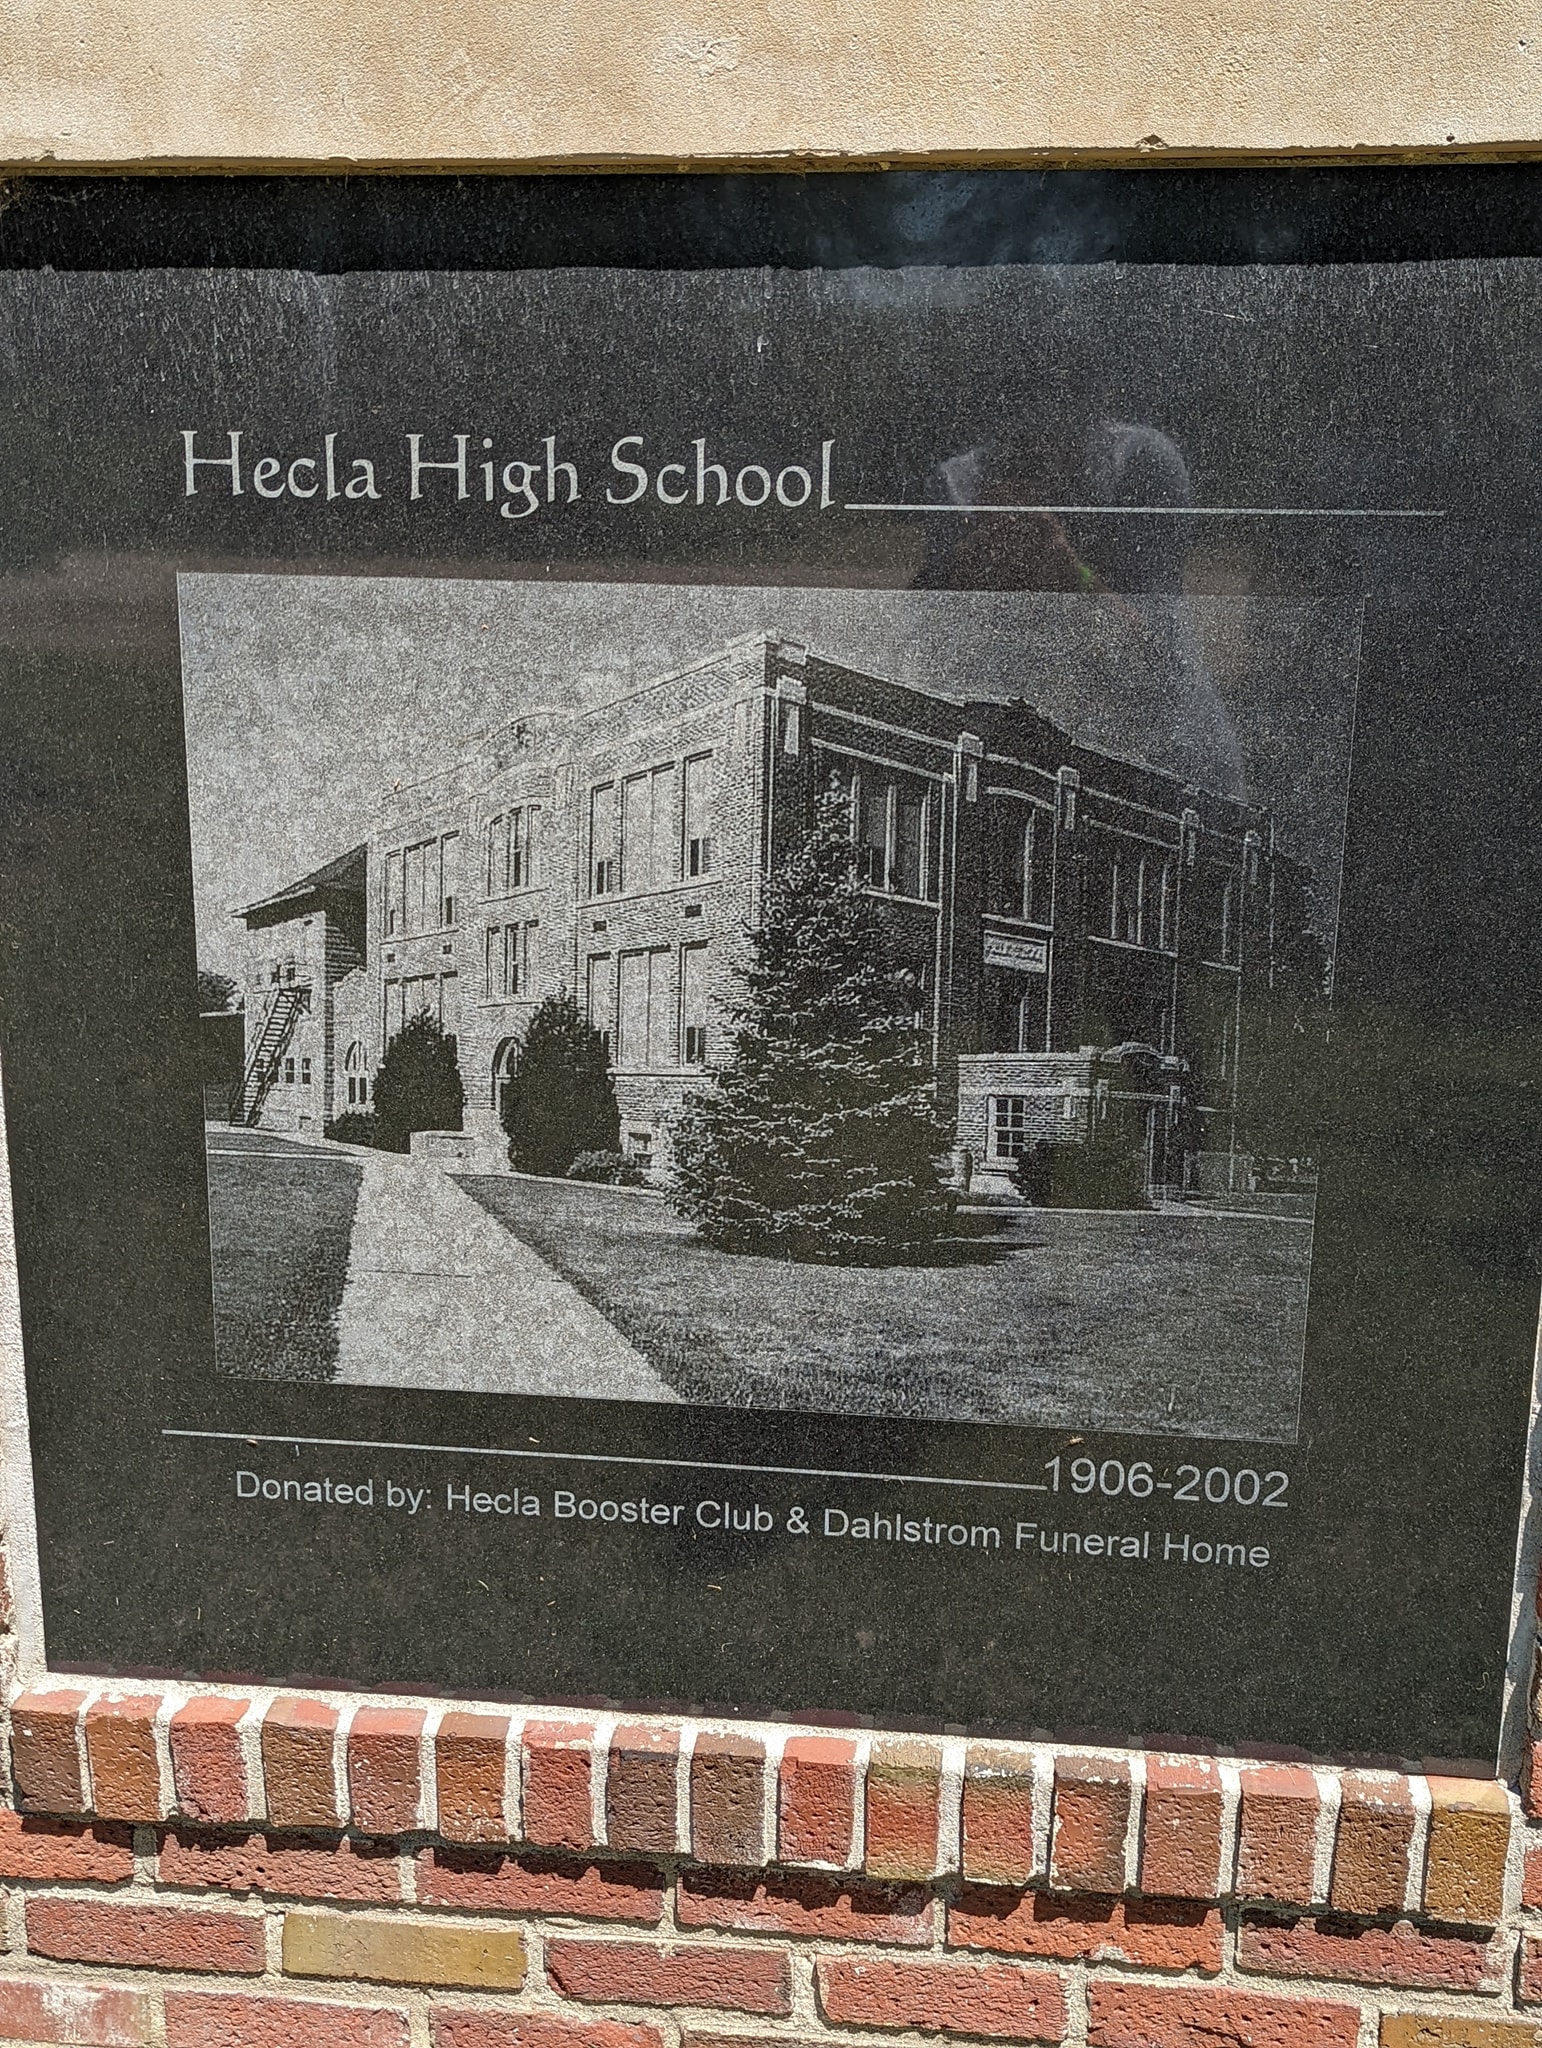 Hecla High School
1906-2002
Donated by: Hecla Booster Club & Dahlstrom Funeral Home